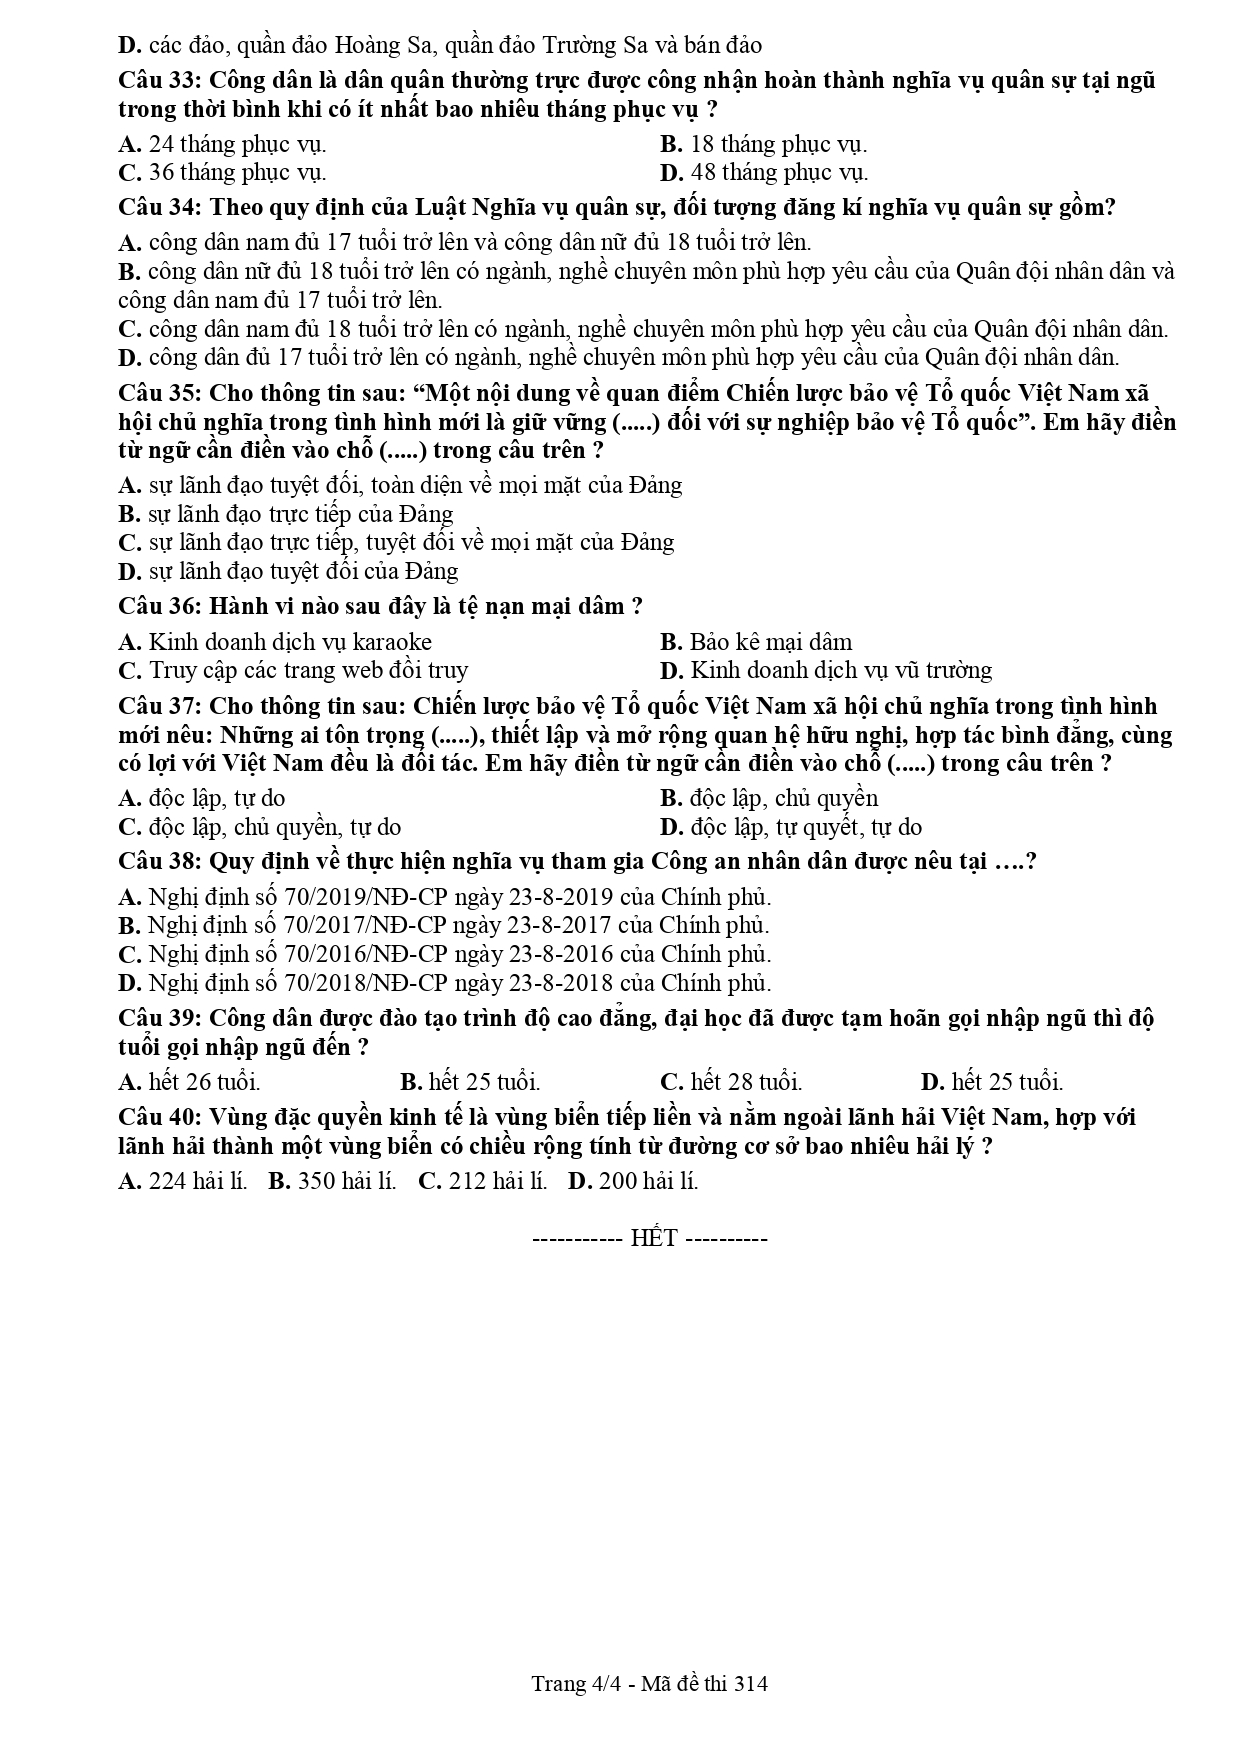 D. các đảo, quần đảo Hoàng Sa, quần đảo Trường Sa và bán đảo
Câu 33: Công dân là dân quân thường trực được công nhận hoàn thành nghĩa vụ quân sự tại ngũ
trong thời bình khi có ít nhất bao nhiêu tháng phục vụ ?
A. 24 tháng phục vụ. B. 18 tháng phục vụ.
C. 36 tháng phục vụ. D. 48 tháng phục vụ.
Câu 34: Theo quy định của Luật Nghĩa vụ quân sự, đối tượng đăng kí nghĩa vụ quân sự gồm?
A. công dân nam đủ 17 tuổi trở lên và công dân nữ đủ 18 tuổi trở lên.
B. công dân nữ đủ 18 tuổi trở lên có ngành, nghề chuyên môn phù hợp yêu cầu của Quân đội nhân dân và
công dân nam đủ 17 tuổi trở lên.
C. công dân nam đủ 18 tuổi trở lên có ngành, nghề chuyên môn phù hợp yêu cầu của Quân đội nhân dân.
D. công dân đủ 17 tuổi trở lên có ngành, nghề chuyên môn phù hợp yêu cầu của Quân đội nhân dân.
Câu 35: Cho thông tin sau: “Một nội dung về quan điểm Chiến lược bảo vệ Tổ quốc Việt Nam xã
hội chủ nghĩa trong tình hình mới là giữ vững (.....) đối với sự nghiệp bảo vệ Tổ quốc”. Em hãy điền
từ ngữ cần điền vào chỗ (.....) trong câu trên ?
A. sự lãnh đạo tuyệt đối, toàn diện về mọi mặt của Đảng
B. sự lãnh đạo trực tiếp của Đảng
C. sự lãnh đạo trực tiếp, tuyệt đối về mọi mặt của Đảng
D. sự lãnh đạo tuyệt đối của Đảng
Câu 36: Hành vi nào sau đây là tệ nạn mại dâm ?
A. Kinh doanh dịch vụ karaoke B. Bảo kê mại dâm
C. Truy cập các trang web đồi truy D. Kinh doanh dịch vụ vũ trường
Câu 37: Cho thông tin sau: Chiến lược bảo vệ Tổ quốc Việt Nam xã hội chủ nghĩa trong tình hình
mới nêu: Những ai tôn trọng (.....), thiết lập và mở rộng quan hệ hữu nghị, hợp tác bình đẳng, cùng
có lợi với Việt Nam đều là đối tác. Em hãy điền từ ngữ cần điền vào chỗ (.....) trong câu trên ?
A. độc lập, tự do B. độc lập, chủ quyền
C. độc lập, chủ quyền, tự do D. độc lập, tự quyết, tự do
Câu 38: Quy định về thực hiện nghĩa vụ tham gia Công an nhân dân được nêu tại ….?
A. Nghị định số 70/2019/NĐ-CP ngày 23-8-2019 của Chính phủ.
B. Nghị định số 70/2017/NĐ-CP ngày 23-8-2017 của Chính phủ.
C. Nghị định số 70/2016/NĐ-CP ngày 23-8-2016 của Chính phủ.
D. Nghị định số 70/2018/NĐ-CP ngày 23-8-2018 của Chính phủ.
Câu 39: Công dân được đào tạo trình độ cao đẳng, đại học đã được tạm hoãn gọi nhập ngũ thì độ
tuổi gọi nhập ngũ đến ?
A. hết 26 tuổi. B. hết 25 tuổi. C. hết 28 tuổi. D. hết 25 tuổi.
Câu 40: Vùng đặc quyền kinh tế là vùng biển tiếp liền và nằm ngoài lãnh hải Việt Nam, hợp với
lãnh hải thành một vùng biển có chiều rộng tính từ đường cơ sở bao nhiêu hải lý ?
A. 224 hải lí. B. 350 hải lí. C. 212 hải lí. D. 200 hải lí.
----------- HẾT ----------
Trang 4/4 - Mã đề thi 314